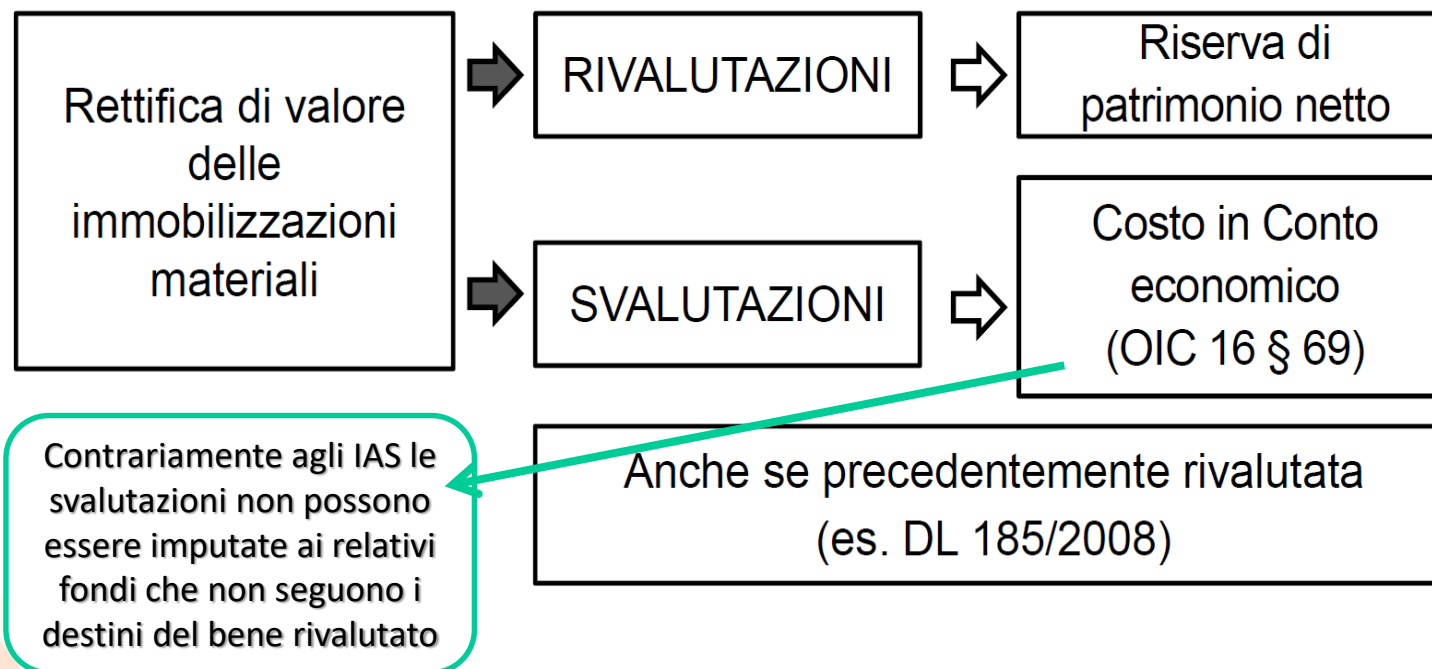 Rettifica di valore
delle
immobilizzazioni
materiali
RIVALUTAZIONI
Riserva di
patrimonio netto
SVALUTAZIONI
Costo in Conto
economico
(OIC 16 § 69)
Contrariamente agli IAS le
svalutazioni non possono
essere imputate ai relativi
fondi che non seguono i
destini del bene rivalutato
Anche se precedentemente rivalutata
(es. DL 185/2008)